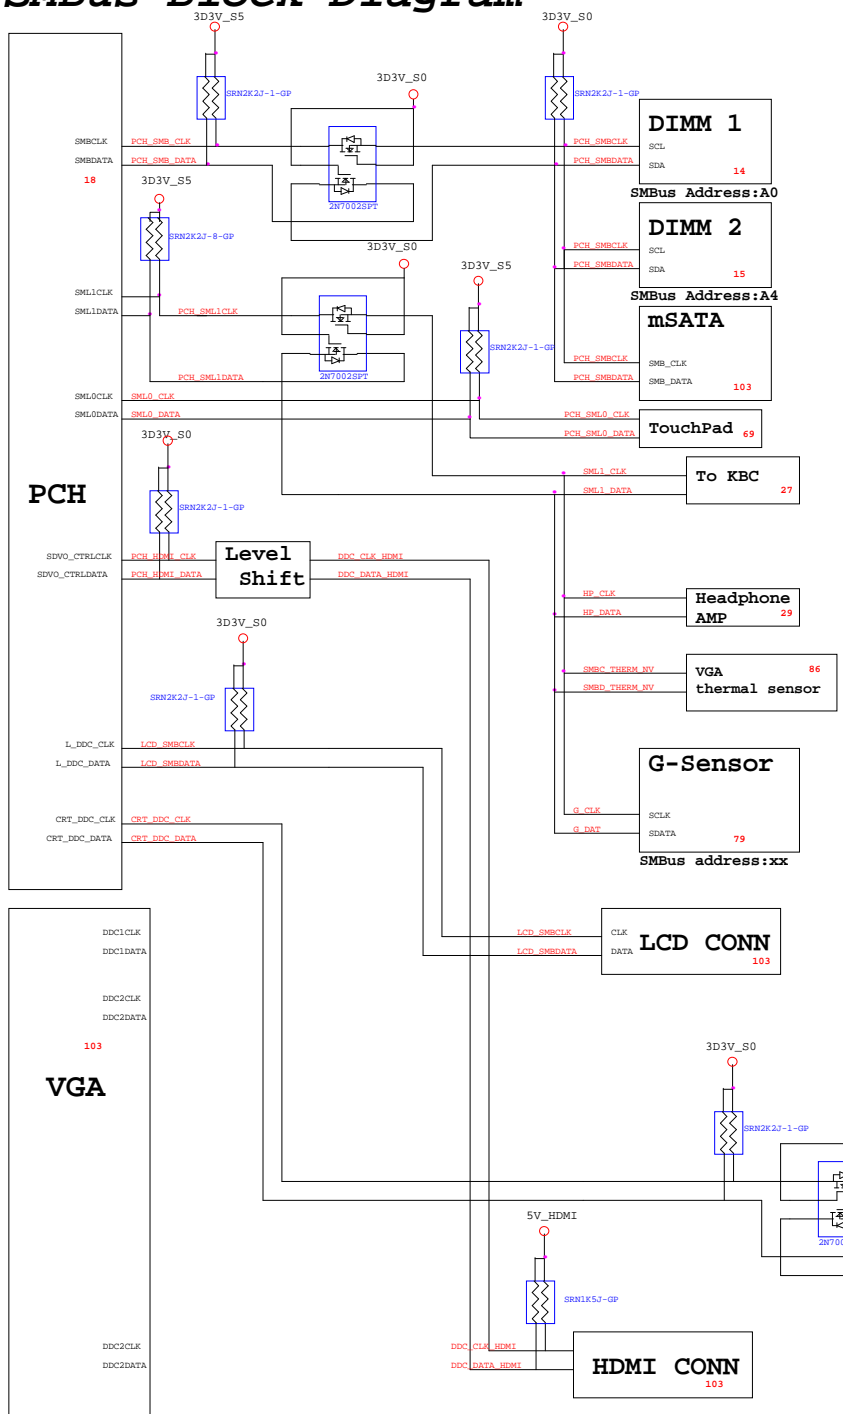 SMBus Block Diagram
3D3V_S5
3D3V_S0
SRN2K2J-1-GP
3D3V_S0
SRN2K2J-1-GP
DIMM 1
SMBCLK
PCH_SMB_CLK
PCH_SMBCLK
SCL
SMBDATA
PCH_SMB_DATA
PCH_SMBDATA
SDA
18
14
3D3V_S5
2N7002SPT
SMBus Address:A0
SRN2K2J-8-GP
DIMM 2
3D3V_S0
PCH_SMBCLK
SCL
3D3V_S5
PCH_SMBDATA
SDA
15
SML1CLK
SMBus Address:A4
SML1DATA
PCH_SML1CLK
mSATA
SRN2K2J-1-GP
PCH_SMBCLK
SMB_CLK
PCH_SML1DATA
2N7002SPT
PCH_SMBDATA
SMB_DATA
103
SML0CLK
SML0_CLK
SML0DATA
SML0_DATA
PCH_SML0_CLK
PCH_SML0_DATA
TouchPad
69
3D3V_S0
SML1_CLK
SML1_DATA
To KBC
27
PCH
SRN2K2J-1-GP
SDVO_CTRLCLK
PCH_HDMI_CLK
Level
Shift
DDC_CLK_HDMI
SDVO_CTRLDATA
PCH_HDMI_DATA
DDC_DATA_HDMI
HP_CLK
HP_DATA
Headphone
AMP
29
3D3V_S0
SRN2K2J-1-GP
SMBC_THERM_NV
SMBD_THERM_NV
VGA
86
thermal sensor
L_DDC_CLK
LCD_SMBCLK
L_DDC_DATA
LCD_SMBDATA
G-Sensor
G_CLK
SCLK
G_DAT
SDATA
79
SMBus address:xx
CRT_DDC_CLK
CRT_DDC_CLK
CRT_DDC_DATA
CRT_DDC_DATA
DDC1CLK
DDC1DATA
LCD_SMBCLK
CLK
LCD_SMBDATA
DATA
LCD CONN
103
DDC2CLK
DDC2DATA
103
VGA
3D3V_S0
SRN2K2J-1-GP
2N700
5V_HDMI
SRN1K5J-GP
DDC2CLK
DDC2DATA
DDC_CLK_HDMI
DDC_DATA_HDMI
HDMI CONN
103